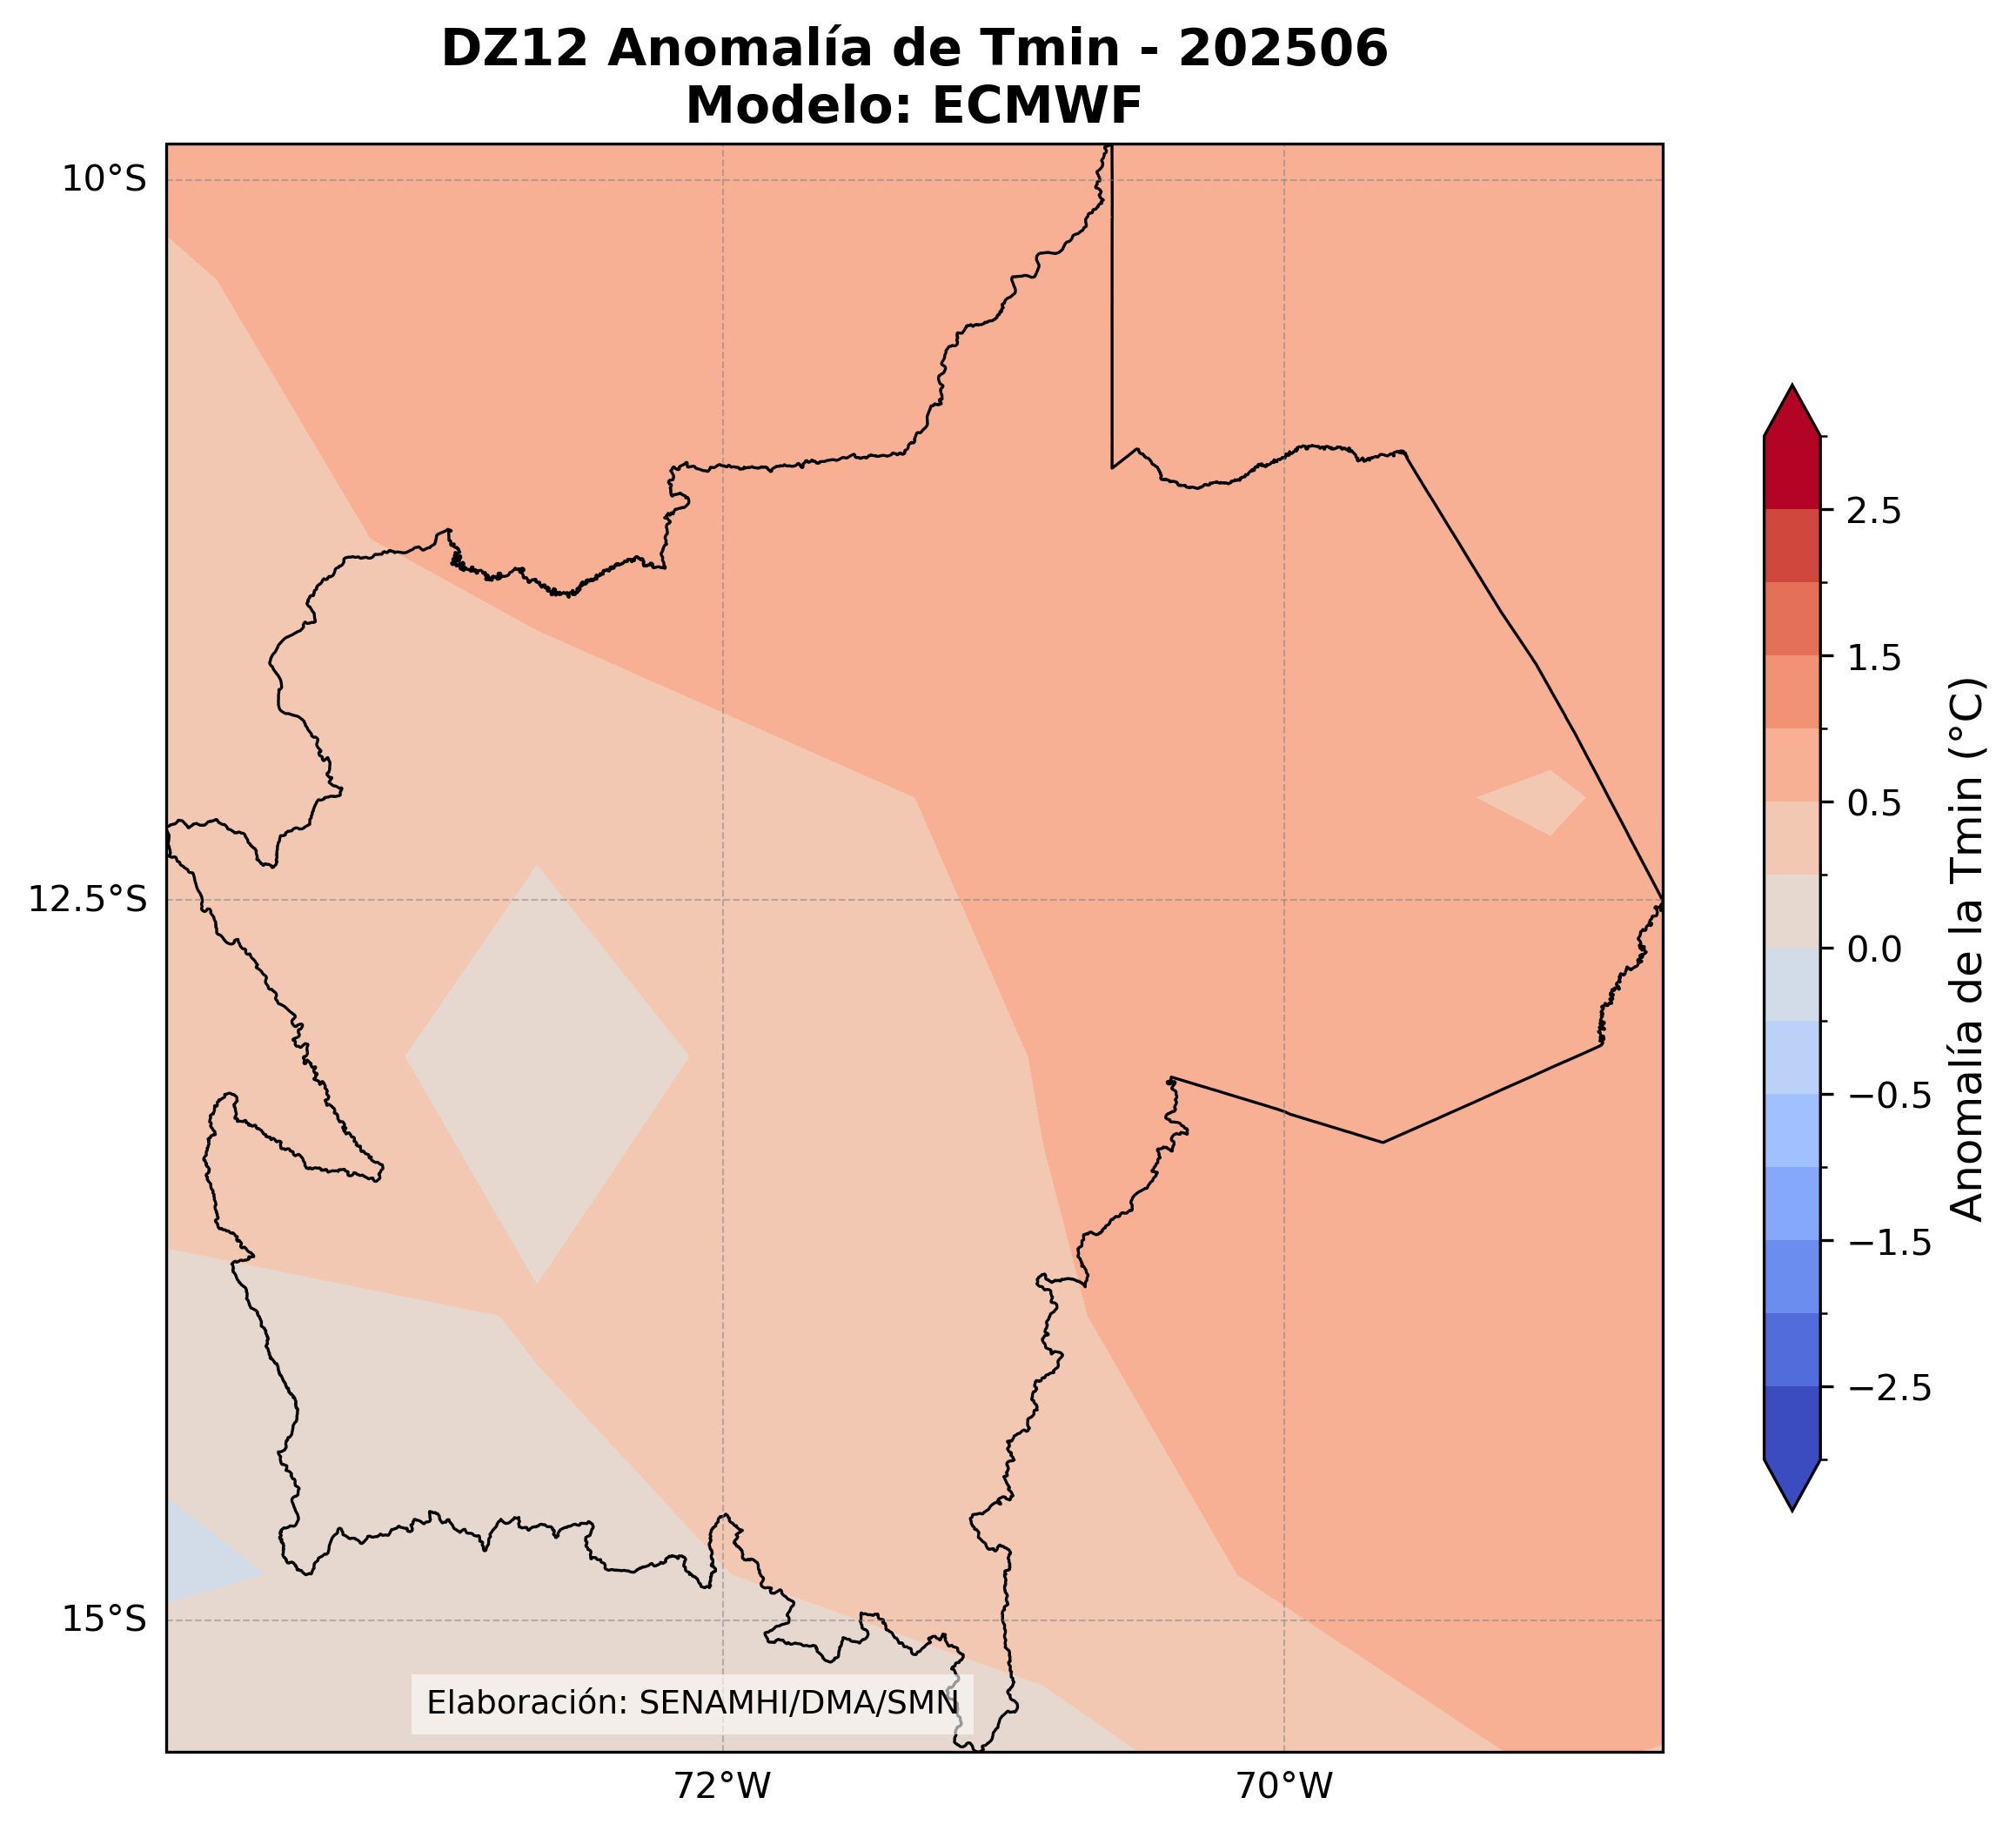 DZ12 Anomalía de Tmin - 202506
Modelo: ECMWF
10°S
12.5°S
15°S
72°W
70°W
Elaboración: SENAMHI/DMA/SMN
2.5
1.5
0.5
0.0
−0.5
−1.5
−2.5
Anomalía de la Tmin (°C)